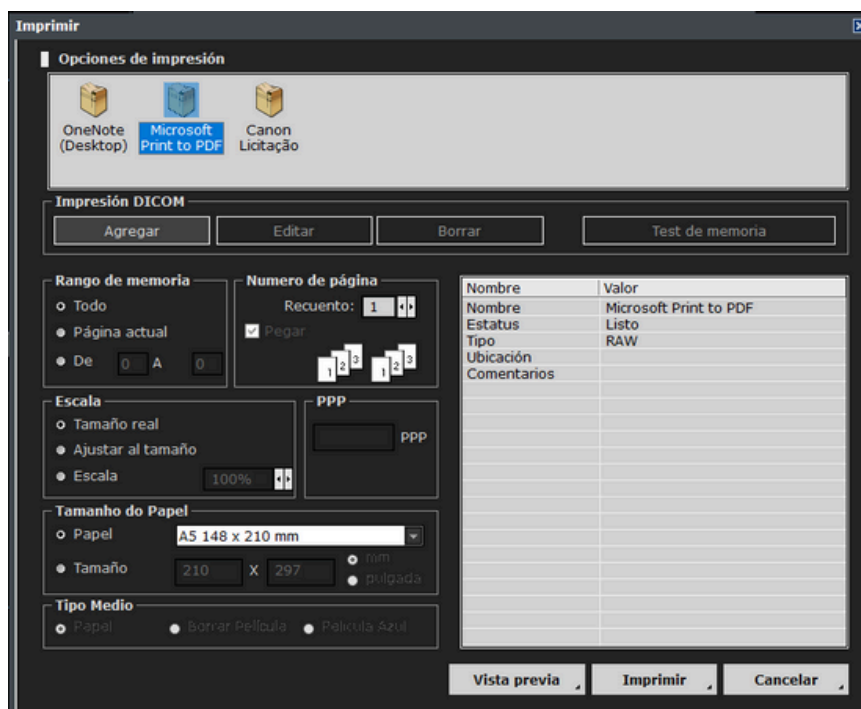 Imprimir
Opciones de impresión
OneNote (Desktop)
Microsoft Print to PDF
Canon Licitação
Impresión DICOM
Agregar Editar Borrar Test de memoria
Rango de memoria
Todo
Página actual
De 0 A 0
Numero de página
Recuento: 1
Pegar
1 2 3 1 2 3
Escala
Tamaño real
Ajustar al tamaño
Escala 100%
PPP
PPP
Tamanho do Papel
Papel A5 148 x 210 mm
Tamaño 210 X 297 mm
pulgada
Tipo Medio
Papel Borrar Película Película Azul
Nombre Valor
Nombre Microsoft Print to PDF
Estatus Listo
Tipo RAW
Ubicación
Comentarios
Vista previa Imprimir Cancelar